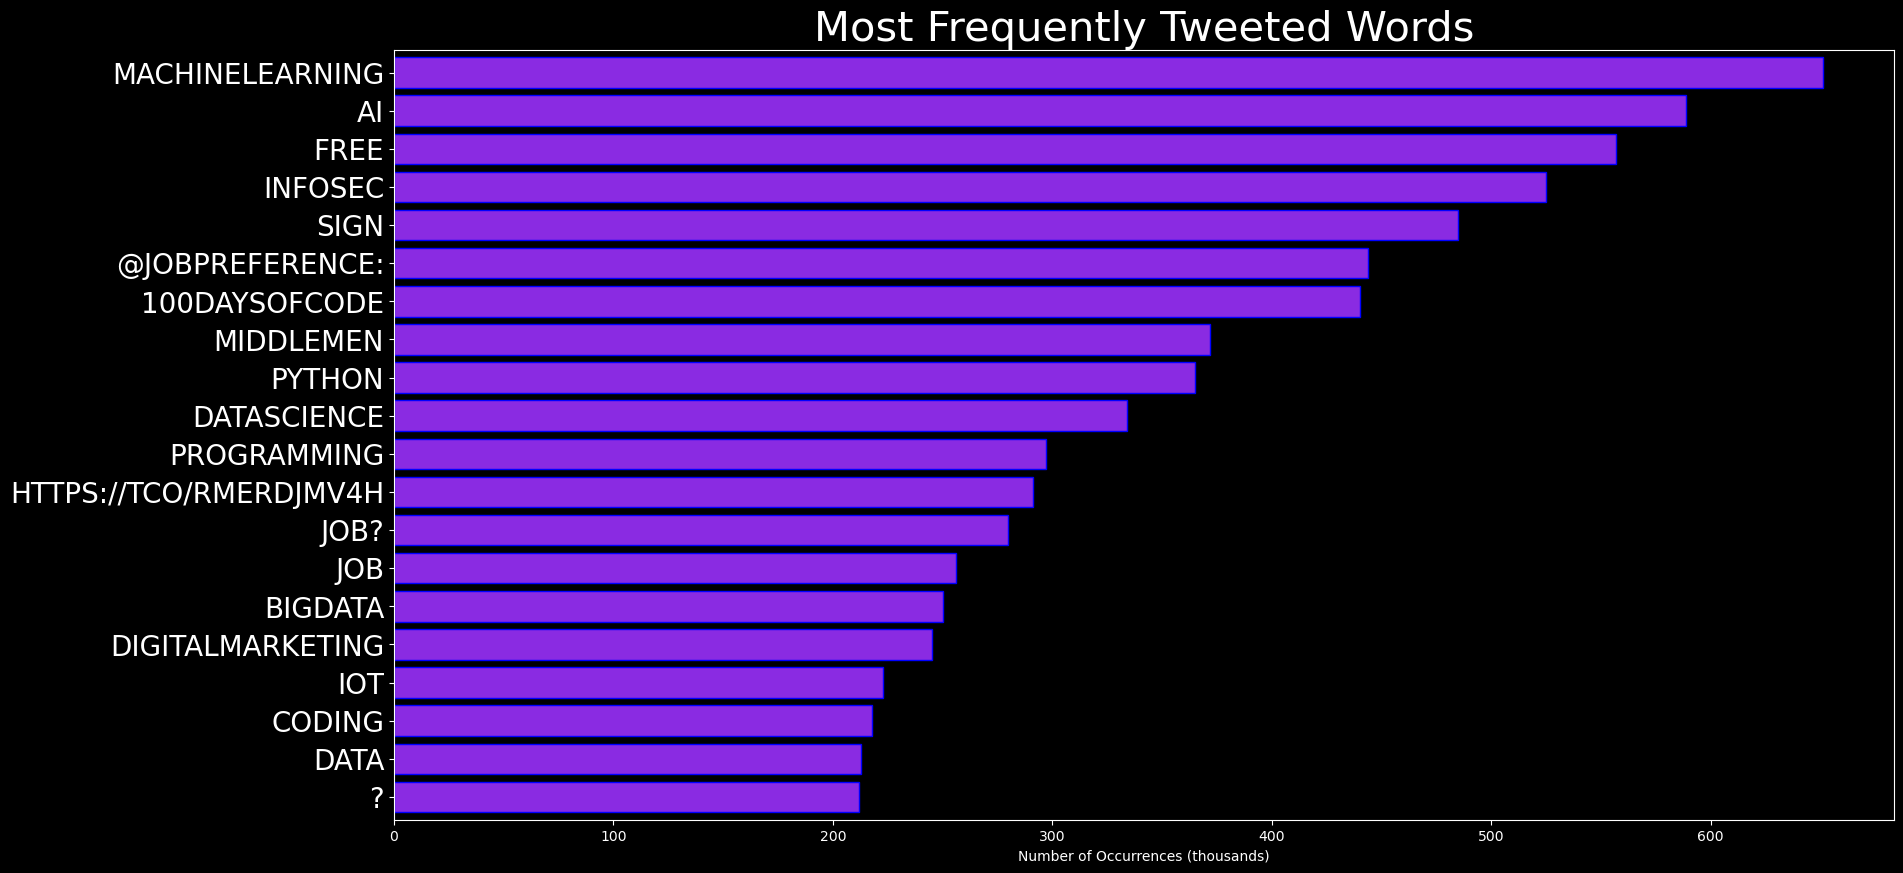 Most Frequently Tweeted Words
MACHINELEARNING
AI
FREE
INFOSEC
SIGN
@JOBPREFERENCE:
100DAYSOFCODE
MIDDLEMEN
PYTHON
DATASCIENCE
PROGRAMMING
HTTPS://TCO/RMERDJMV4H
JOB?
JOB
BIGDATA
DIGITALMARKETING
IOT
CODING
DATA
?
0 100 200 300 400 500 600
Number of Occurrences (thousands)